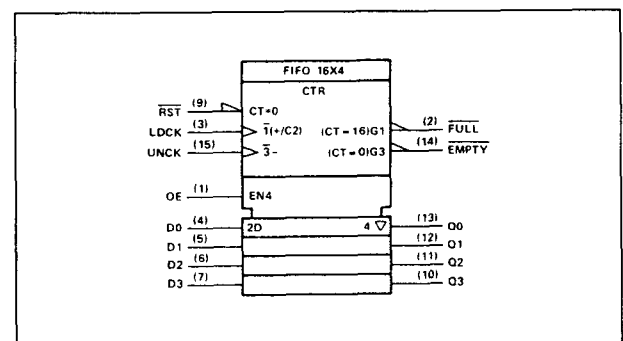 FIFO 16X4
CTR
RST (9) CT=0
LDCK (3) 1(+/C2) (CT = 16)G1 (2) FULL
UNCK (15) 3- (CT = 0)G3 (14) EMPTY
OE (1) EN4
D0 (4) 2D 4 ▽ (13) Q0
D1 (5) (12) Q1
D2 (6) (11) Q2
D3 (7) (10) Q3